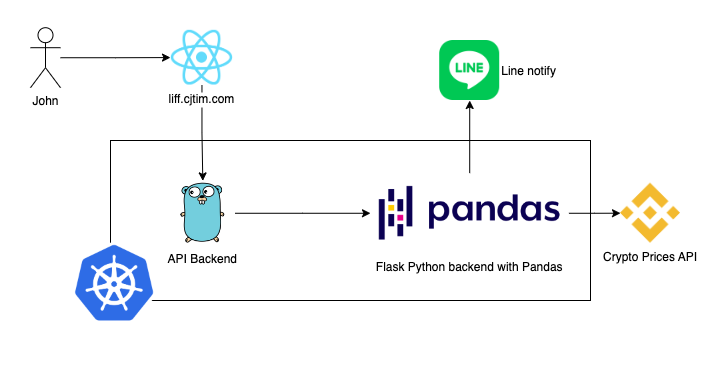 John
liff.cjtim.com
LINE
Line notify
API Backend
pandas
Flask Python backend with Pandas
Crypto Prices API